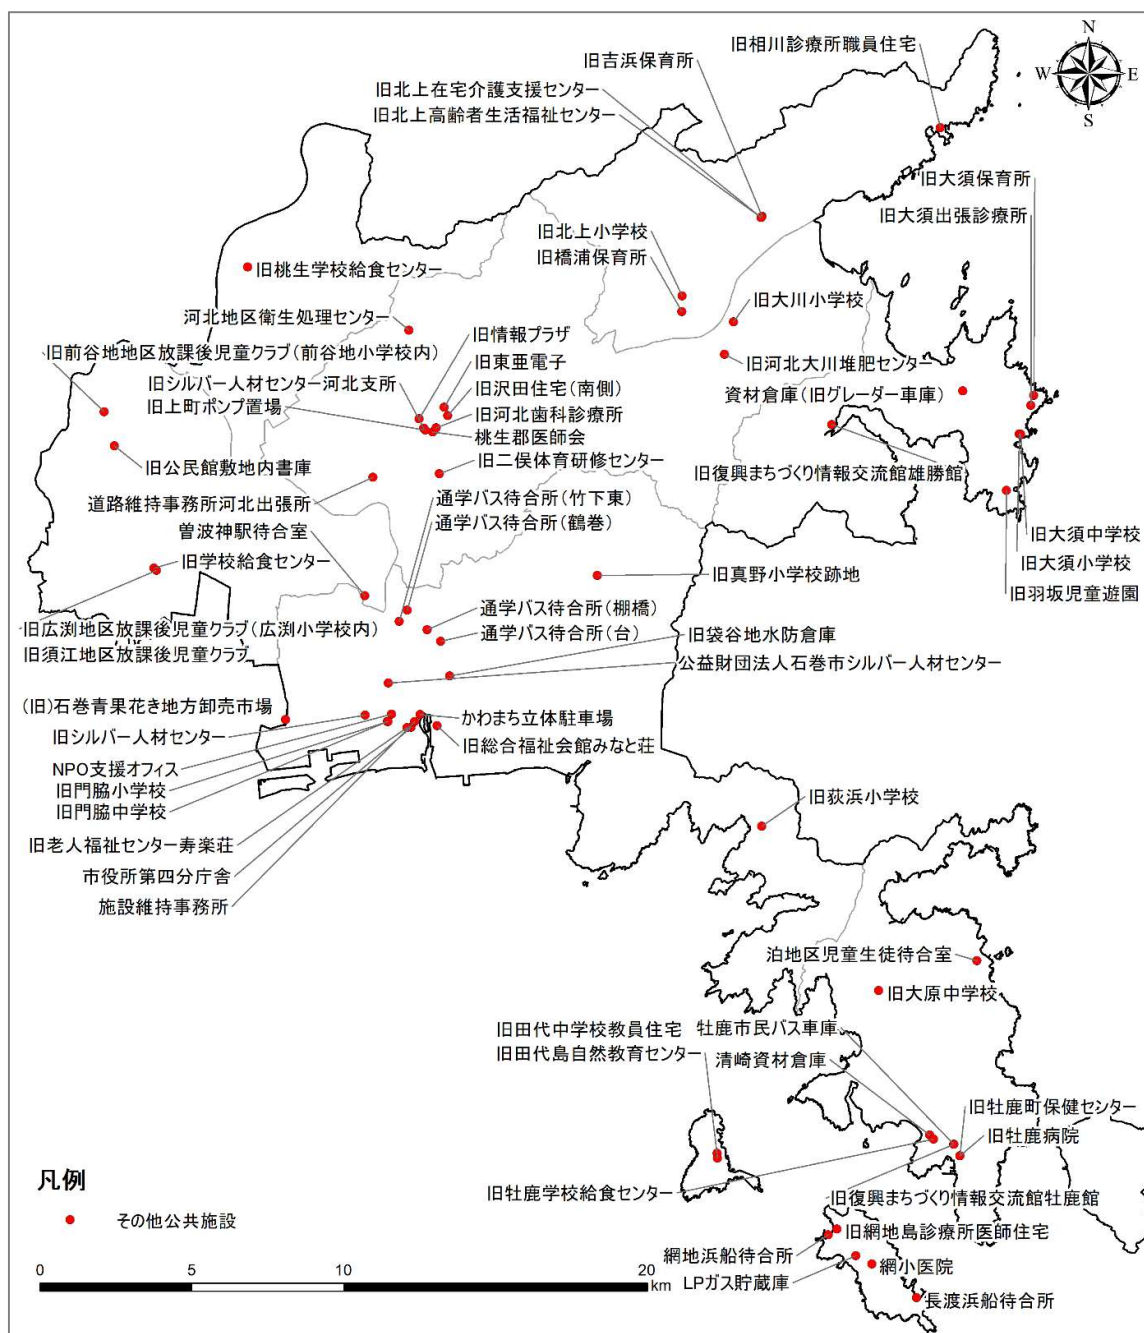 N
W
E
S
旧相川診療所職員住宅
旧吉浜保育所
旧北上在宅介護支援センター
旧北上高齢者生活福祉センター
旧大須保育所
旧大須出張診療所
旧北上小学校
旧橋浦保育所
旧桃生学校給食センター
旧大川小学校
河北地区衛生処理センター
旧情報プラザ
旧前谷地地区放課後児童クラブ(前谷地小学校内)
旧東亜電子
旧河北大川堆肥センター
旧シルバー人材センター河北支所
旧沢田住宅(南側)
資材倉庫(旧グレーダー車庫)
旧上町ポンプ置場
旧河北歯科診療所
桃生郡医師会
旧公民館敷地内書庫
旧二俣体育研修センター
旧復興まちづくり情報交流館雄勝館
道路維持事務所河北出張所
通学バス待合所(竹下東)
曽波神駅待合室
通学バス待合所(鶴巻)
旧大須中学校
旧学校給食センター
旧大須小学校
旧真野小学校跡地
旧羽坂児童遊園
通学バス待合所(棚橋)
旧広渕地区放課後児童クラブ(広渕小学校内)
通学バス待合所(台)
旧袋谷地水防倉庫
旧須江地区放課後児童クラブ
公益財団法人石巻市シルバー人材センター
(旧)石巻青果花き地方卸売市場
かわまち立体駐車場
旧シルバー人材センター
旧総合福祉会館みなと荘
NPO支援オフィス
旧門脇小学校
旧門脇中学校
旧荻浜小学校
旧老人福祉センター寿楽荘
市役所第四分庁舎
施設維持事務所
泊地区児童生徒待合室
旧大原中学校
旧田代中学校教員住宅
牡鹿市民バス車庫
旧田代島自然教育センター
清崎資材倉庫
旧牡鹿町保健センター
旧牡鹿病院
旧牡鹿学校給食センター
旧復興まちづくり情報交流館牡鹿館
旧網地島診療所医師住宅
網地浜船待合所
網小医院
LPガス貯蔵庫
長渡浜船待合所
凡例
その他公共施設
0
10
20
km